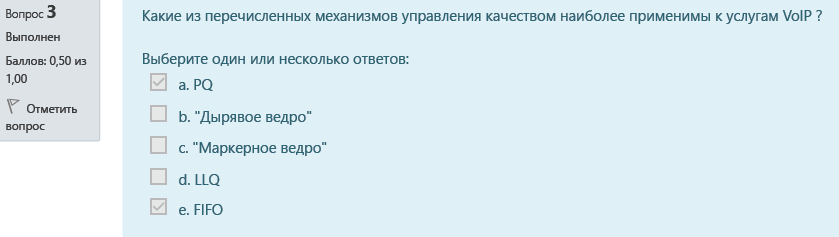 Вопрос 3
Выполнен
Баллов: 0,50 из
1,00
Отметить
вопрос
Какие из перечисленных механизмов управления качеством наиболее применимы к услугам VoIP ?
Выберите один или несколько ответов:
a. PQ
b. "Дырявое ведро"
c. "Маркерное ведро"
d. LLQ
e. FIFO